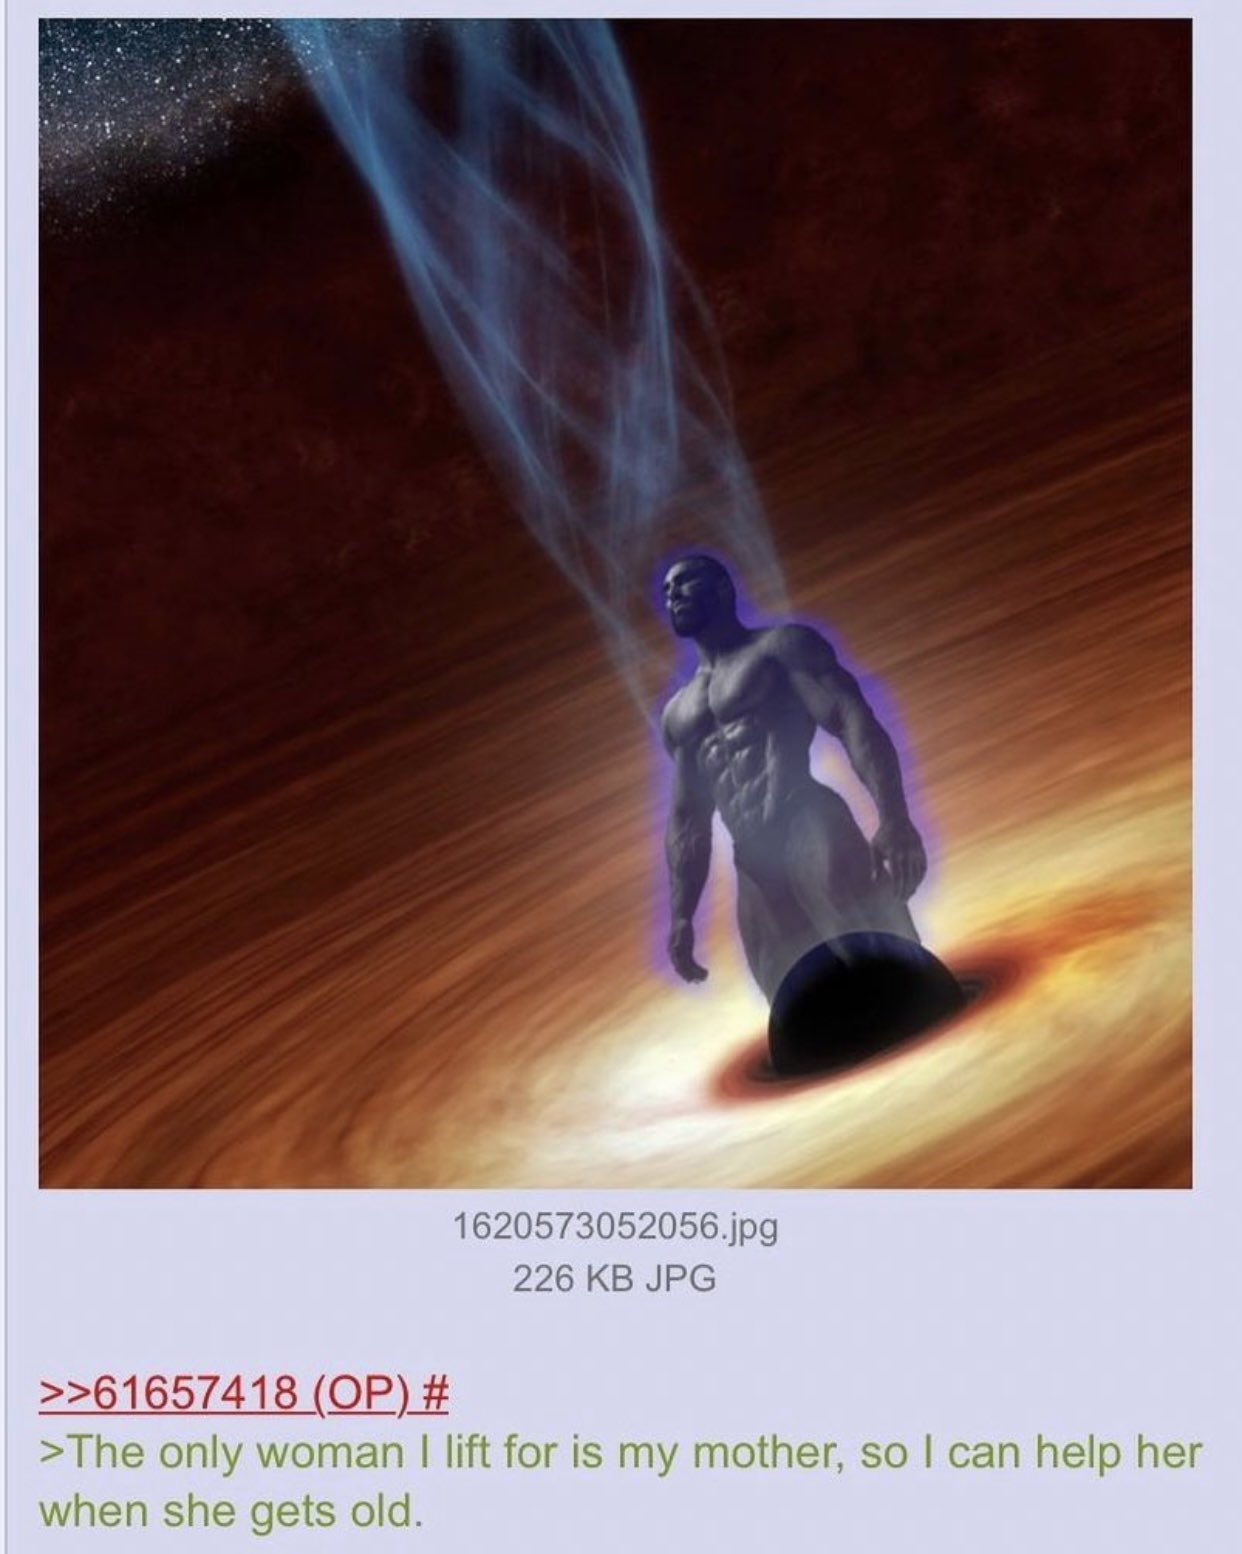 1620573052056.jpg
226 KB JPG
>>61657418 (OP) #
>The only woman I lift for is my mother, so I can help her
when she gets old.